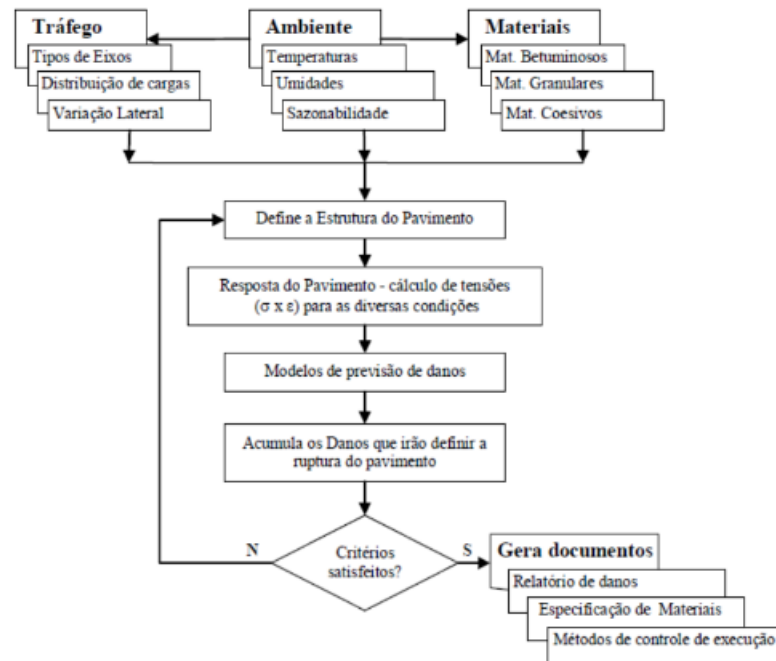 Tráfego
Tipos de Eixos
Distribuição de cargas
Variação Lateral
Ambiente
Temperaturas
Umidades
Sazonabilidade
Materiais
Mat. Betuminosos
Mat. Granulares
Mat. Coesivos
Define a Estrutura do Pavimento
Resposta do Pavimento - cálculo de tensões
(σ x ε) para as diversas condições
Modelos de previsão de danos
Acumula os Danos que irão definir a
ruptura do pavimento
Critérios
satisfeitos?
N
S
Gera documentos
Relatório de danos
Especificação de Materiais
Métodos de controle de execução